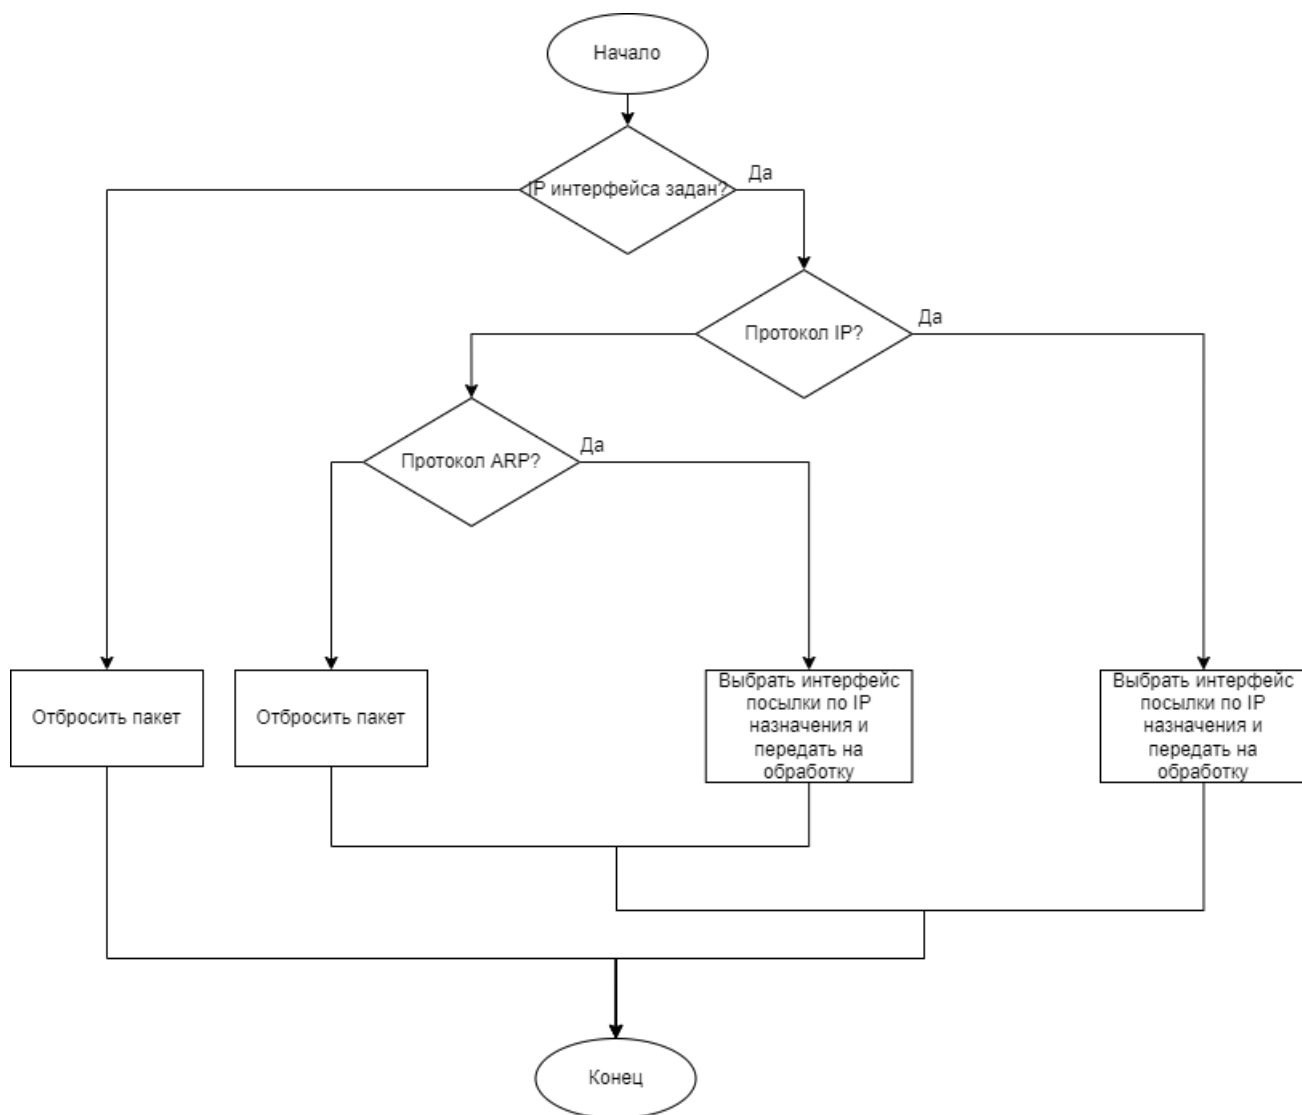 Начало
IP интерфейса задан?
Да
Протокол IP?
Да
Протокол ARP?
Да
Отбросить пакет
Отбросить пакет
Выбрать интерфейс
посылки по IP
назначения и
передать на
обработку
Выбрать интерфейс
посылки по IP
назначения и
передать на
обработку
Конец